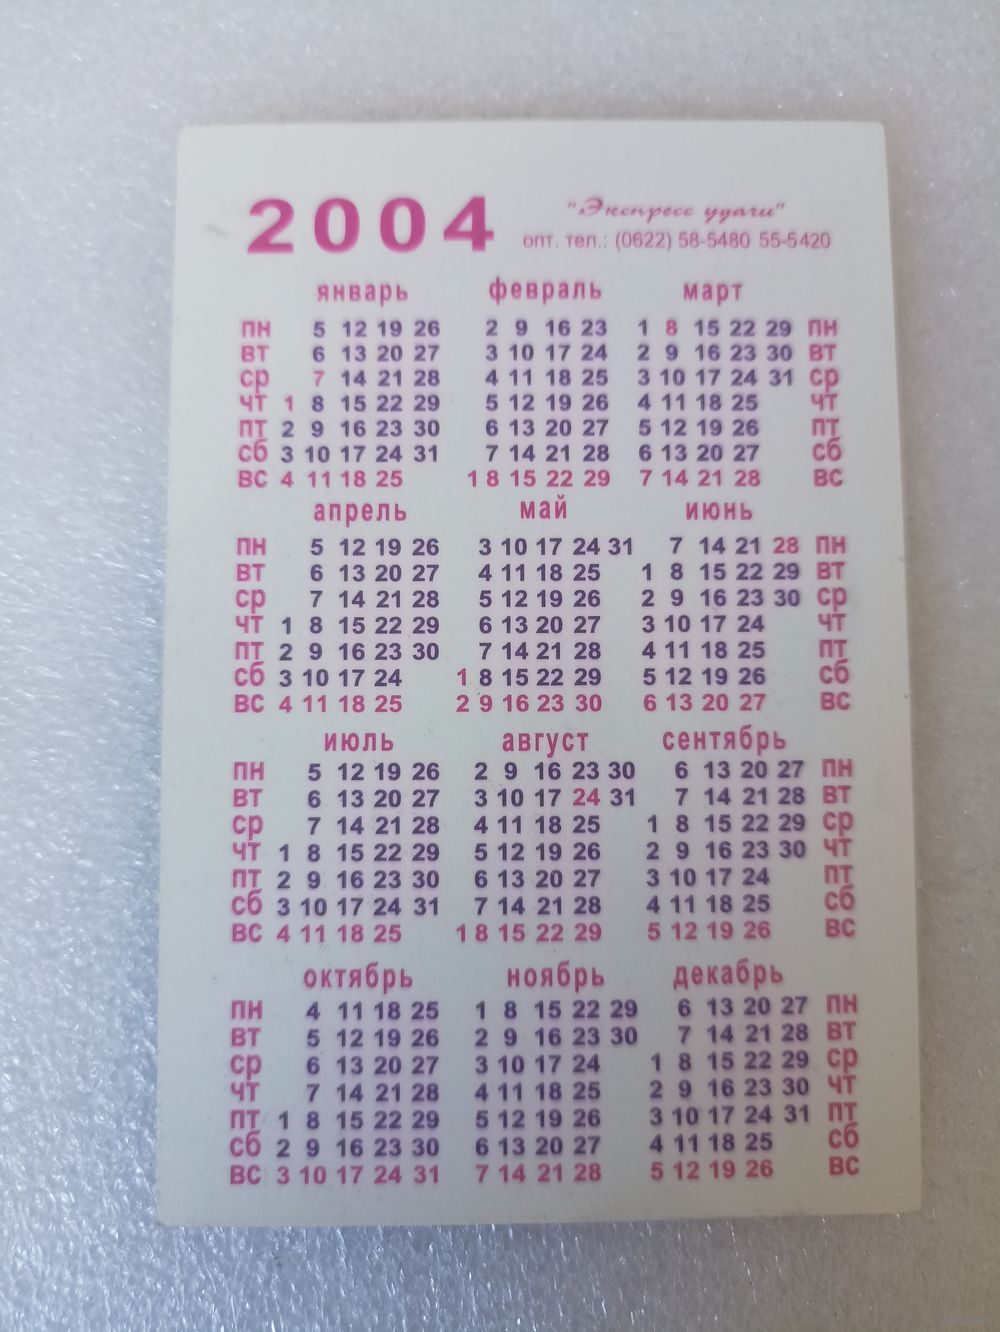 2004 "Экспресс удачи"
опт. тел.: (0622) 58-5480 55-5420
январь февраль март
ПН 5 12 19 26 2 9 16 23 1 8 15 22 29 ПН
ВТ 6 13 20 27 3 10 17 24 2 9 16 23 30 ВТ
СР 7 14 21 28 4 11 18 25 3 10 17 24 31 СР
ЧТ 1 8 15 22 29 5 12 19 26 4 11 18 25 ЧТ
ПТ 2 9 16 23 30 6 13 20 27 5 12 19 26 ПТ
Сб 3 10 17 24 31 7 14 21 28 6 13 20 27 Сб
ВС 4 11 18 25 1 8 15 22 29 7 14 21 28 ВС
апрель май июнь
ПН 5 12 19 26 3 10 17 24 31 7 14 21 28 ПН
ВТ 6 13 20 27 4 11 18 25 1 8 15 22 29 ВТ
СР 7 14 21 28 5 12 19 26 2 9 16 23 30 СР
ЧТ 1 8 15 22 29 6 13 20 27 3 10 17 24 ЧТ
ПТ 2 9 16 23 30 7 14 21 28 4 11 18 25 ПТ
Сб 3 10 17 24 1 8 15 22 29 5 12 19 26 Сб
ВС 4 11 18 25 2 9 16 23 30 6 13 20 27 ВС
июль август сентябрь
ПН 5 12 19 26 2 9 16 23 30 6 13 20 27 ПН
ВТ 6 13 20 27 3 10 17 24 31 7 14 21 28 ВТ
СР 7 14 21 28 4 11 18 25 1 8 15 22 29 СР
ЧТ 1 8 15 22 29 5 12 19 26 2 9 16 23 30 ЧТ
ПТ 2 9 16 23 30 6 13 20 27 3 10 17 24 ПТ
Сб 3 10 17 24 31 7 14 21 28 4 11 18 25 Сб
ВС 4 11 18 25 1 8 15 22 29 5 12 19 26 ВС
октябрь ноябрь декабрь
ПН 4 11 18 25 1 8 15 22 29 6 13 20 27 ПН
ВТ 5 12 19 26 2 9 16 23 30 7 14 21 28 ВТ
СР 6 13 20 27 3 10 17 24 1 8 15 22 29 СР
ЧТ 7 14 21 28 4 11 18 25 2 9 16 23 30 ЧТ
ПТ 1 8 15 22 29 5 12 19 26 3 10 17 24 31 ПТ
Сб 2 9 16 23 30 6 13 20 27 4 11 18 25 Сб
ВС 3 10 17 24 31 7 14 21 28 5 12 19 26 ВС